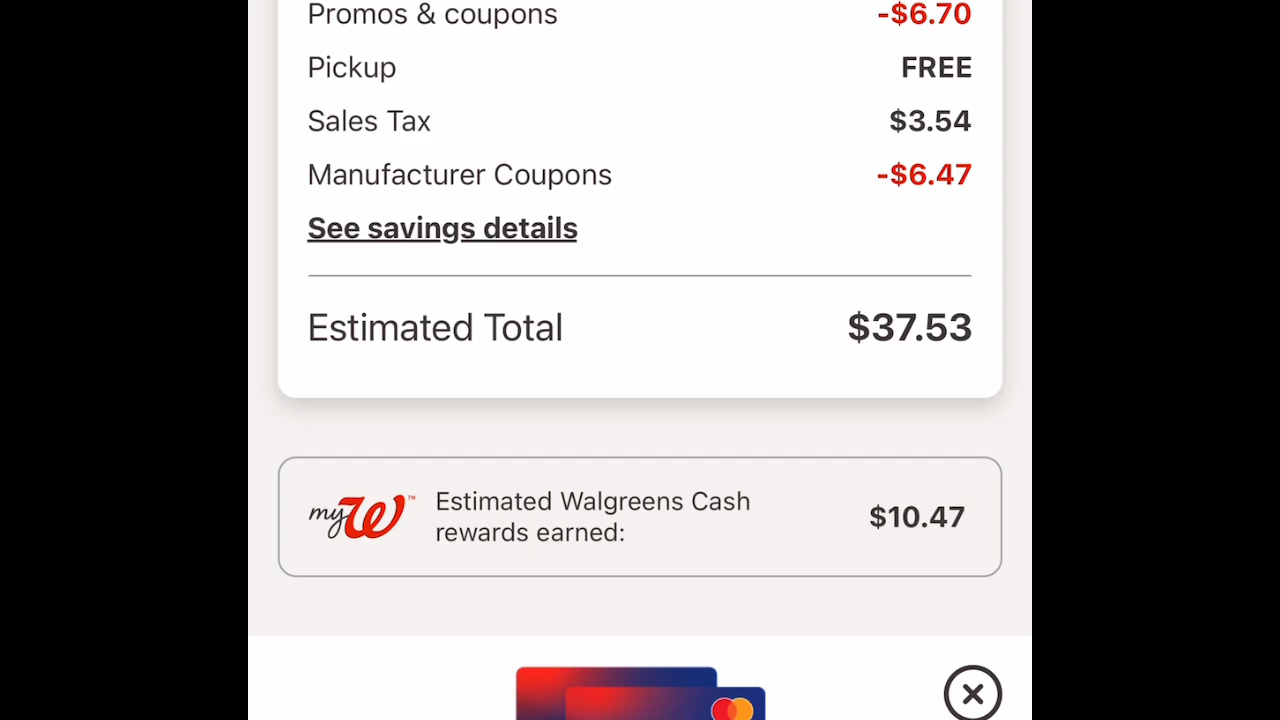 Promos & coupons -$6.70
Pickup FREE
Sales Tax $3.54
Manufacturer Coupons -$6.47
See savings details
Estimated Total $37.53
myW™ Estimated Walgreens Cash
rewards earned: $10.47